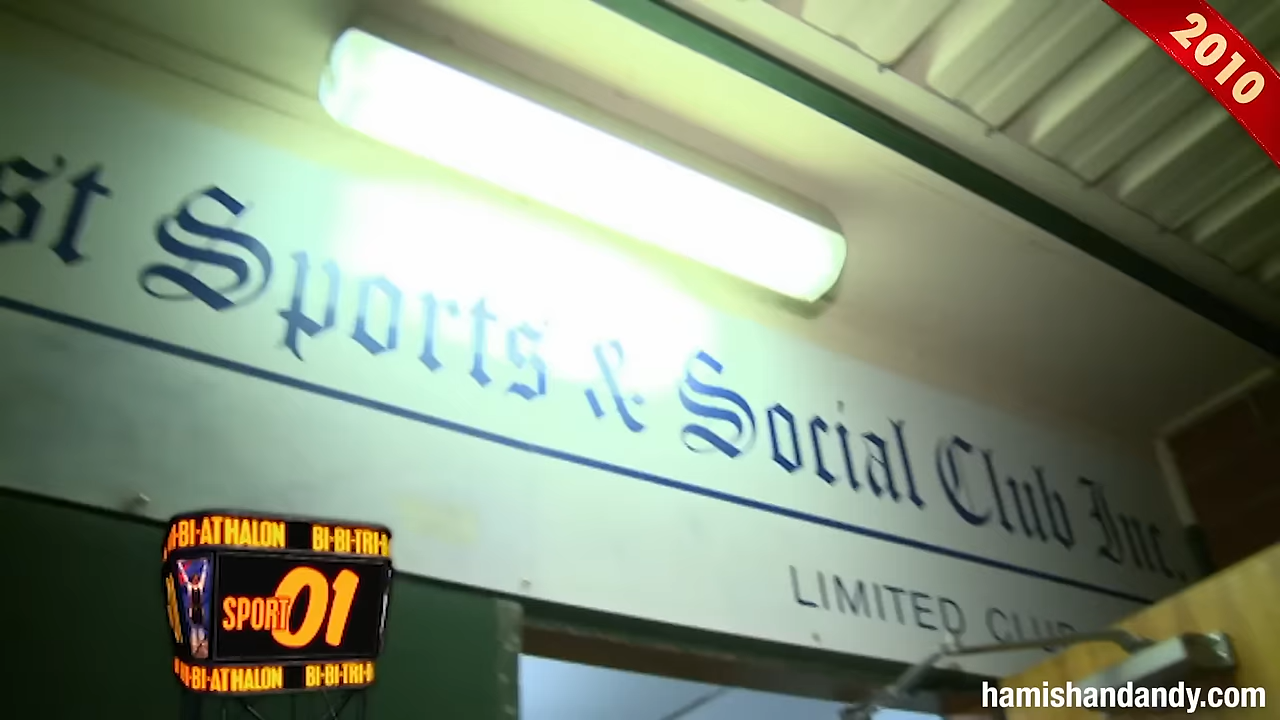 2010
st Sports & Social Club Inc.
LIMITED CLUB
I-BI-ATHALON BI-BI-TRI-B
SPORT 01
I-BI-ATHALON BI-BI-TRI-B
hamishandandy.com